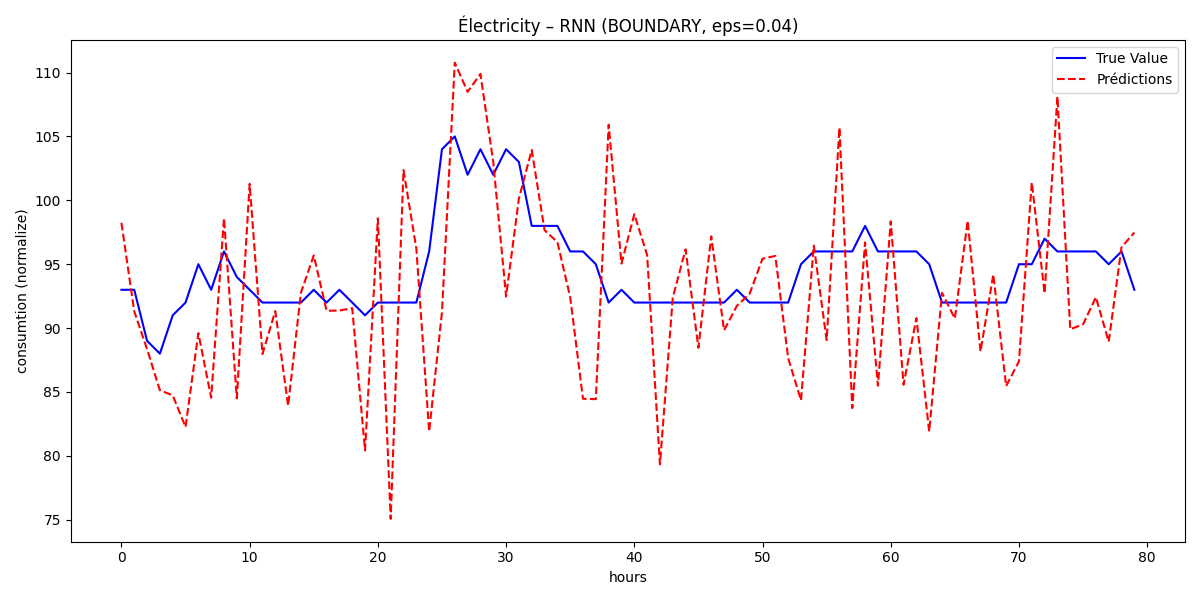 Électricity – RNN (BOUNDARY, eps=0.04)
True Value
Prédictions
consumtion (normalize)
110
105
100
95
90
85
80
75
0 10 20 30 40 50 60 70 80
hours